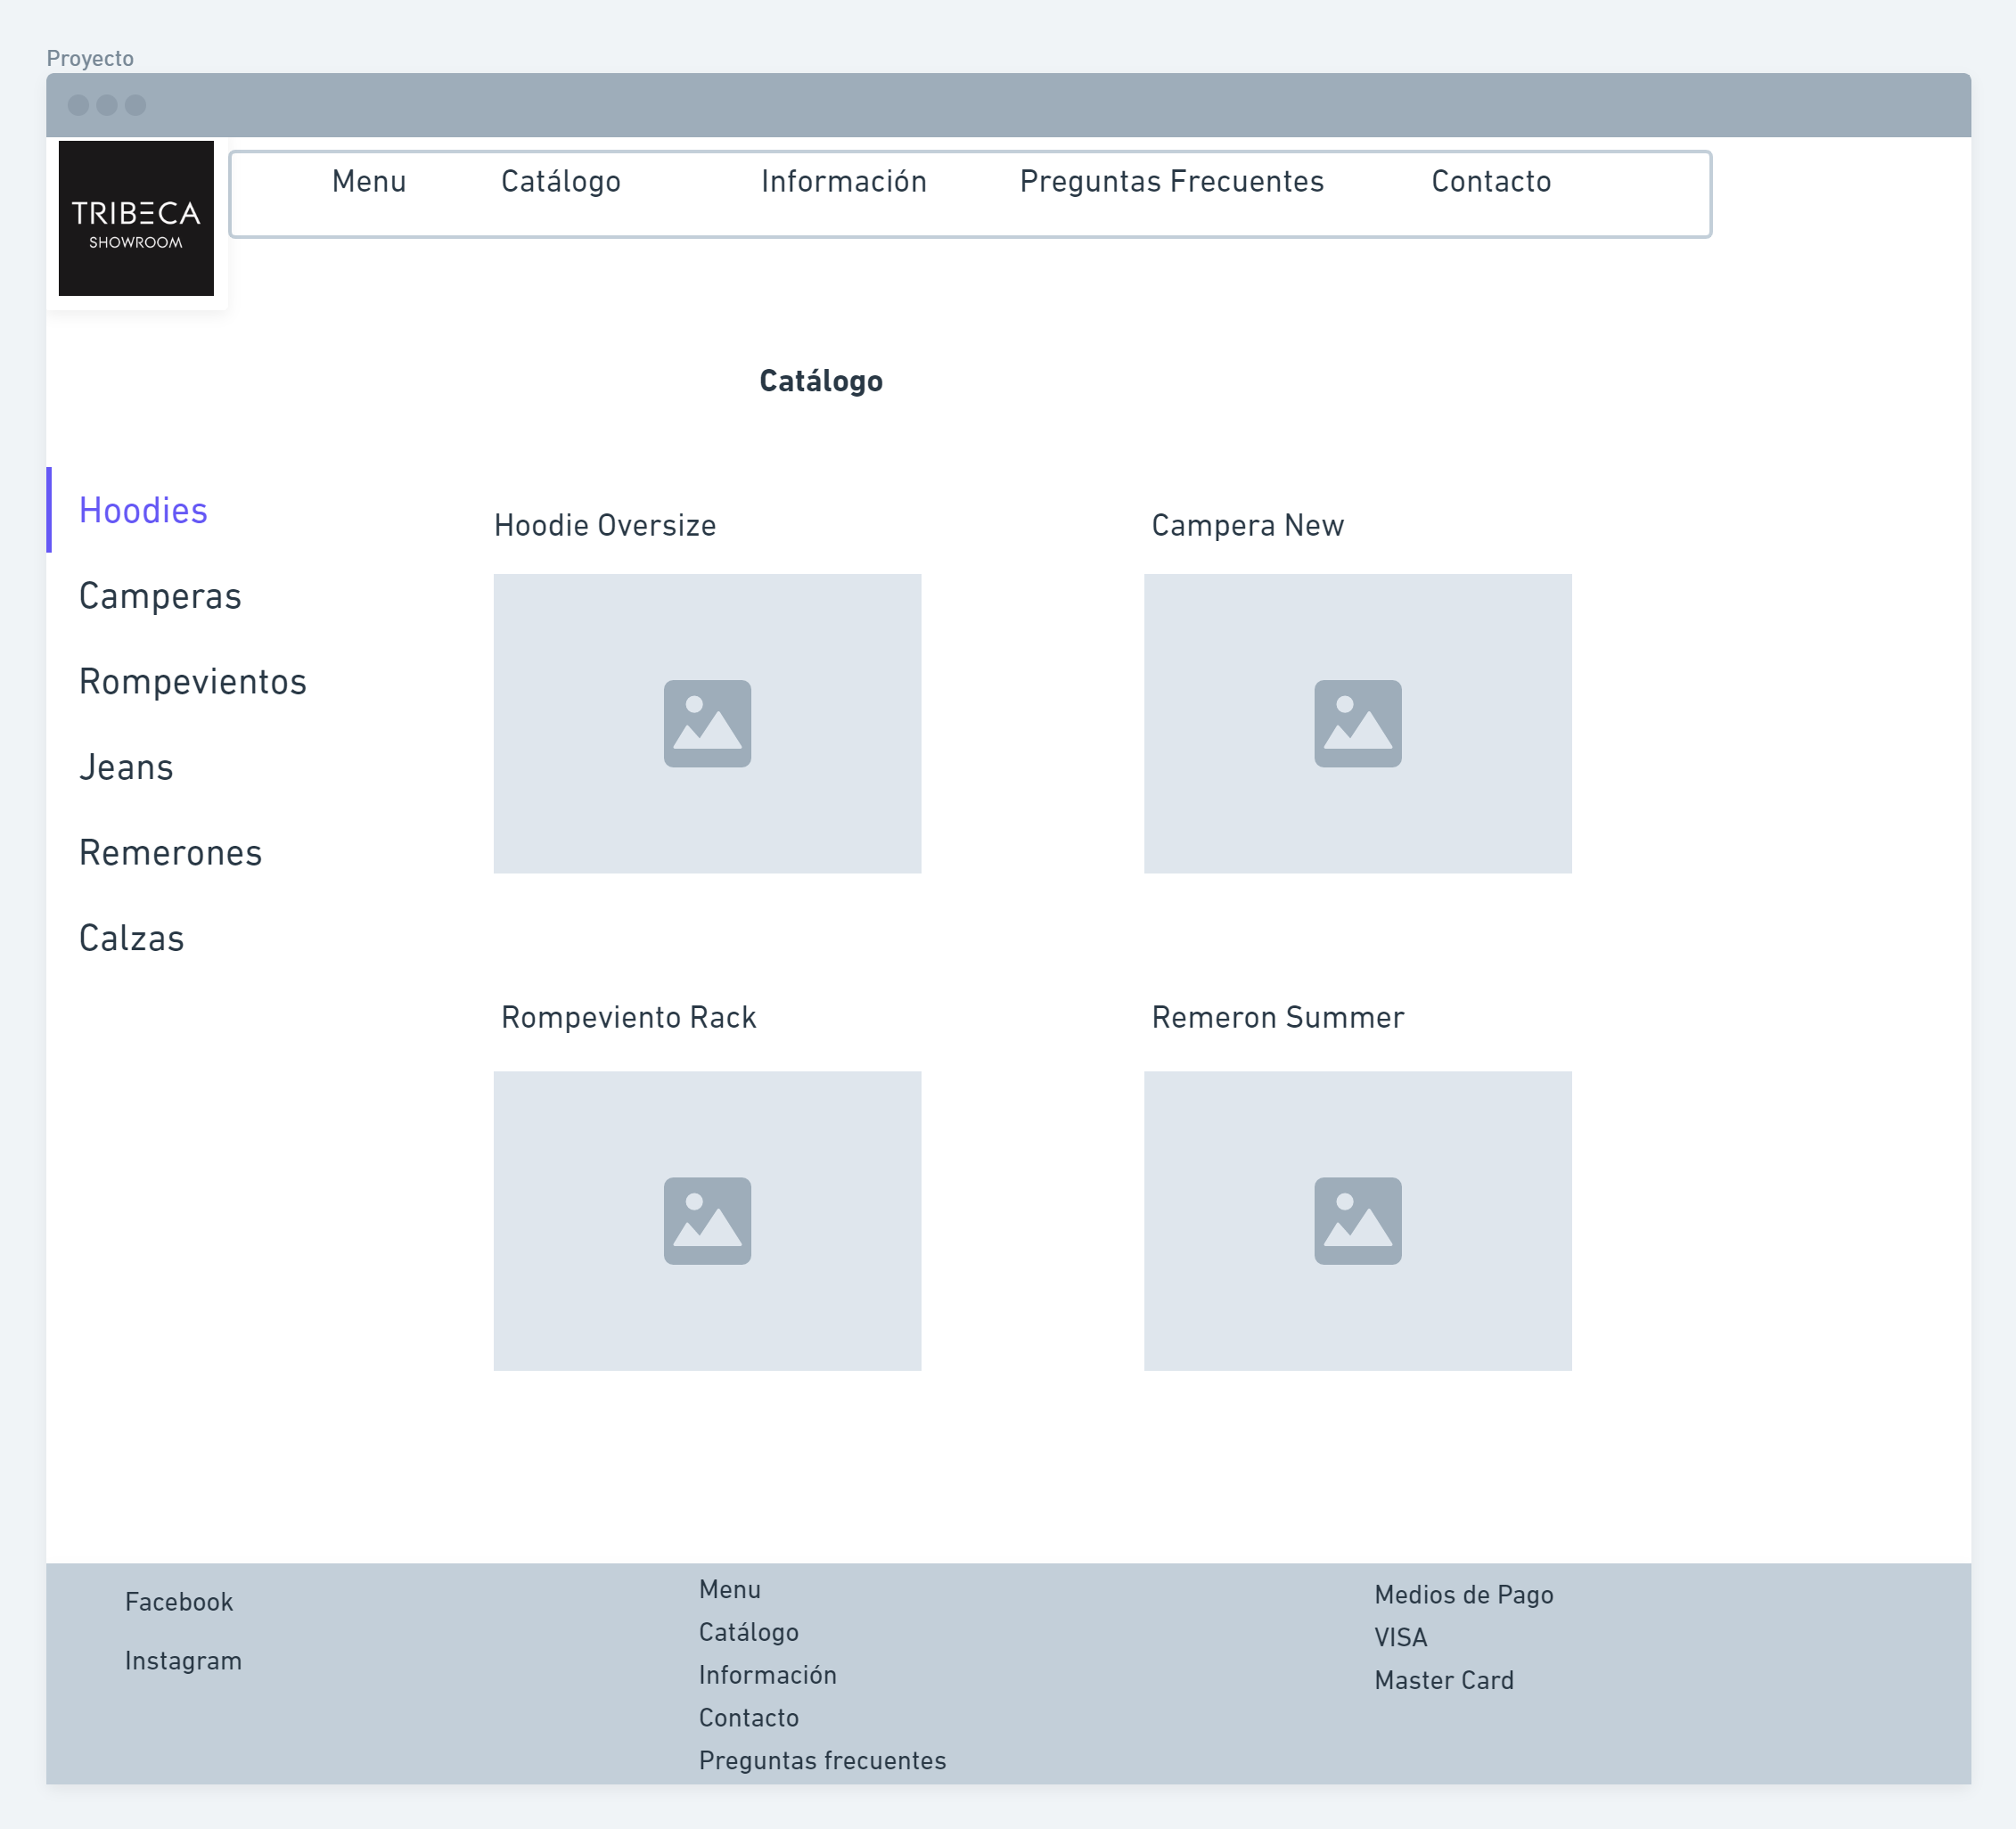 Proyecto
TRIBECA
SHOWROOM
Menu Catálogo Información Preguntas Frecuentes Contacto
Catálogo
Hoodies
Camperas
Rompevientos
Jeans
Remerones
Calzas
Hoodie Oversize
Campera New
Rompeviento Rack
Remeron Summer
Facebook
Instagram
Menu
Catálogo
Información
Contacto
Preguntas frecuentes
Medios de Pago
VISA
Master Card